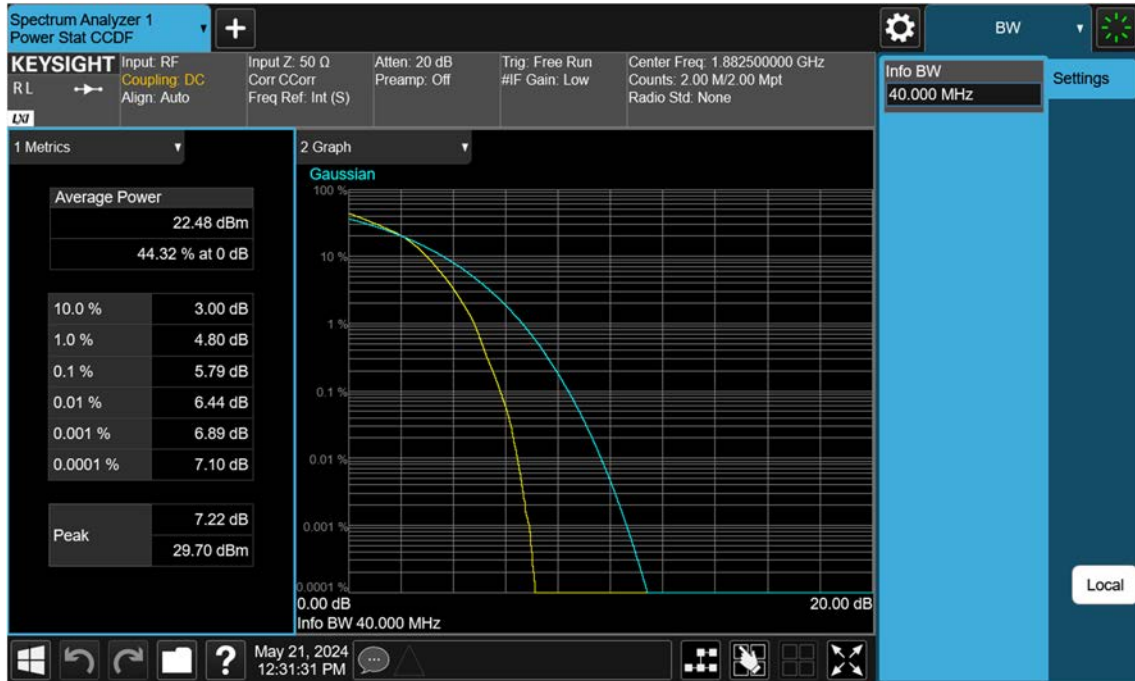 Spectrum Analyzer 1
Power Stat CCDF
+
BW
KEYSIGHT
RL
LXI
Input: RF
Coupling: DC
Align: Auto
Input Z: 50 Ω
Corr CCorr
Freq Ref: Int (S)
Atten: 20 dB
Preamp: Off
Trig: Free Run
#IF Gain: Low
Center Freq: 1.882500000 GHz
Counts: 2.00 M/2.00 Mpt
Radio Std: None
Info BW
40.000 MHz
Settings
1 Metrics
Average Power
22.48 dBm
44.32 % at 0 dB
10.0 % 3.00 dB
1.0 % 4.80 dB
0.1 % 5.79 dB
0.01 % 6.44 dB
0.001 % 6.89 dB
0.0001 % 7.10 dB
Peak
7.22 dB
29.70 dBm
2 Graph
Gaussian
100 %
10 %
1 %
0.1 %
0.01 %
0.001 %
0.0001 %
0.00 dB 20.00 dB
Info BW 40.000 MHz
Local
?
May 21, 2024
12:31:31 PM